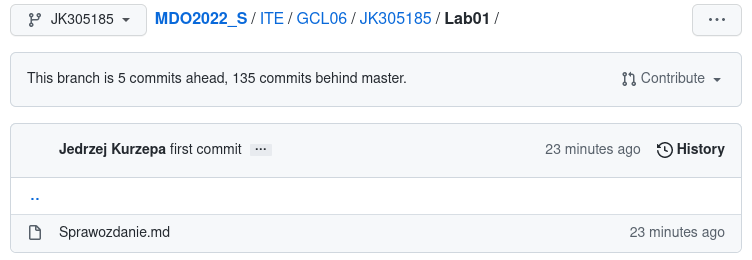 JK305185 MDO2022_S / ITE / GCL06 / JK305185 / Lab01 / ...
This branch is 5 commits ahead, 135 commits behind master. Contribute
Jedrzej Kurzepa first commit ... 23 minutes ago History
..
Sprawozdanie.md 23 minutes ago